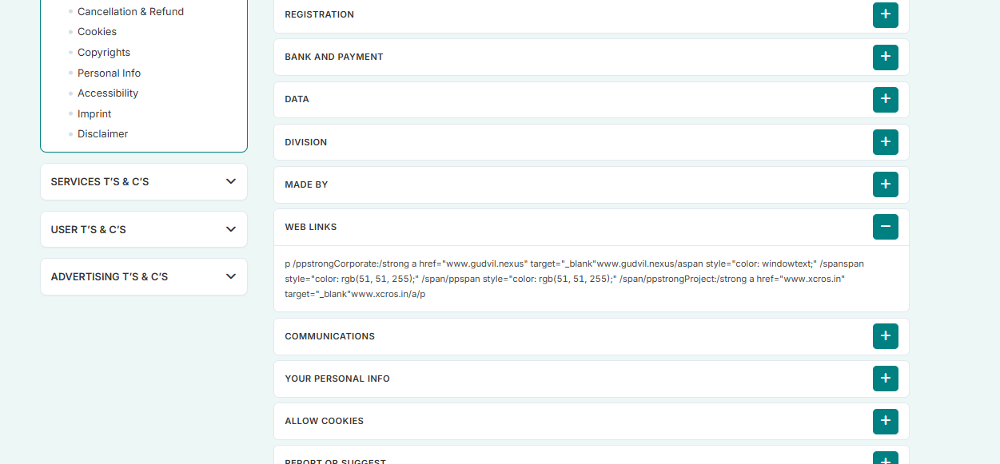 Cancellation & Refund
Cookies
Copyrights
Personal Info
Accessibility
Imprint
Disclaimer
SERVICES T'S & C'S
USER T'S & C'S
ADVERTISING T'S & C'S
REGISTRATION
BANK AND PAYMENT
DATA
DIVISION
MADE BY
WEB LINKS
p /ppstrongCorporate:/strong a href="www.gudvil.nexus" target="_blank"www.gudvil.nexus/aspan style="color: windowtext;" /spanspan
style="color: rgb(51, 51, 255);" /span/ppspan style="color: rgb(51, 51, 255);" /span/ppstrongProject:/strong a href="www.xcros.in"
target="_blank"www.xcros.in/a/p
COMMUNICATIONS
YOUR PERSONAL INFO
ALLOW COOKIES
REPORT OR SUGGEST